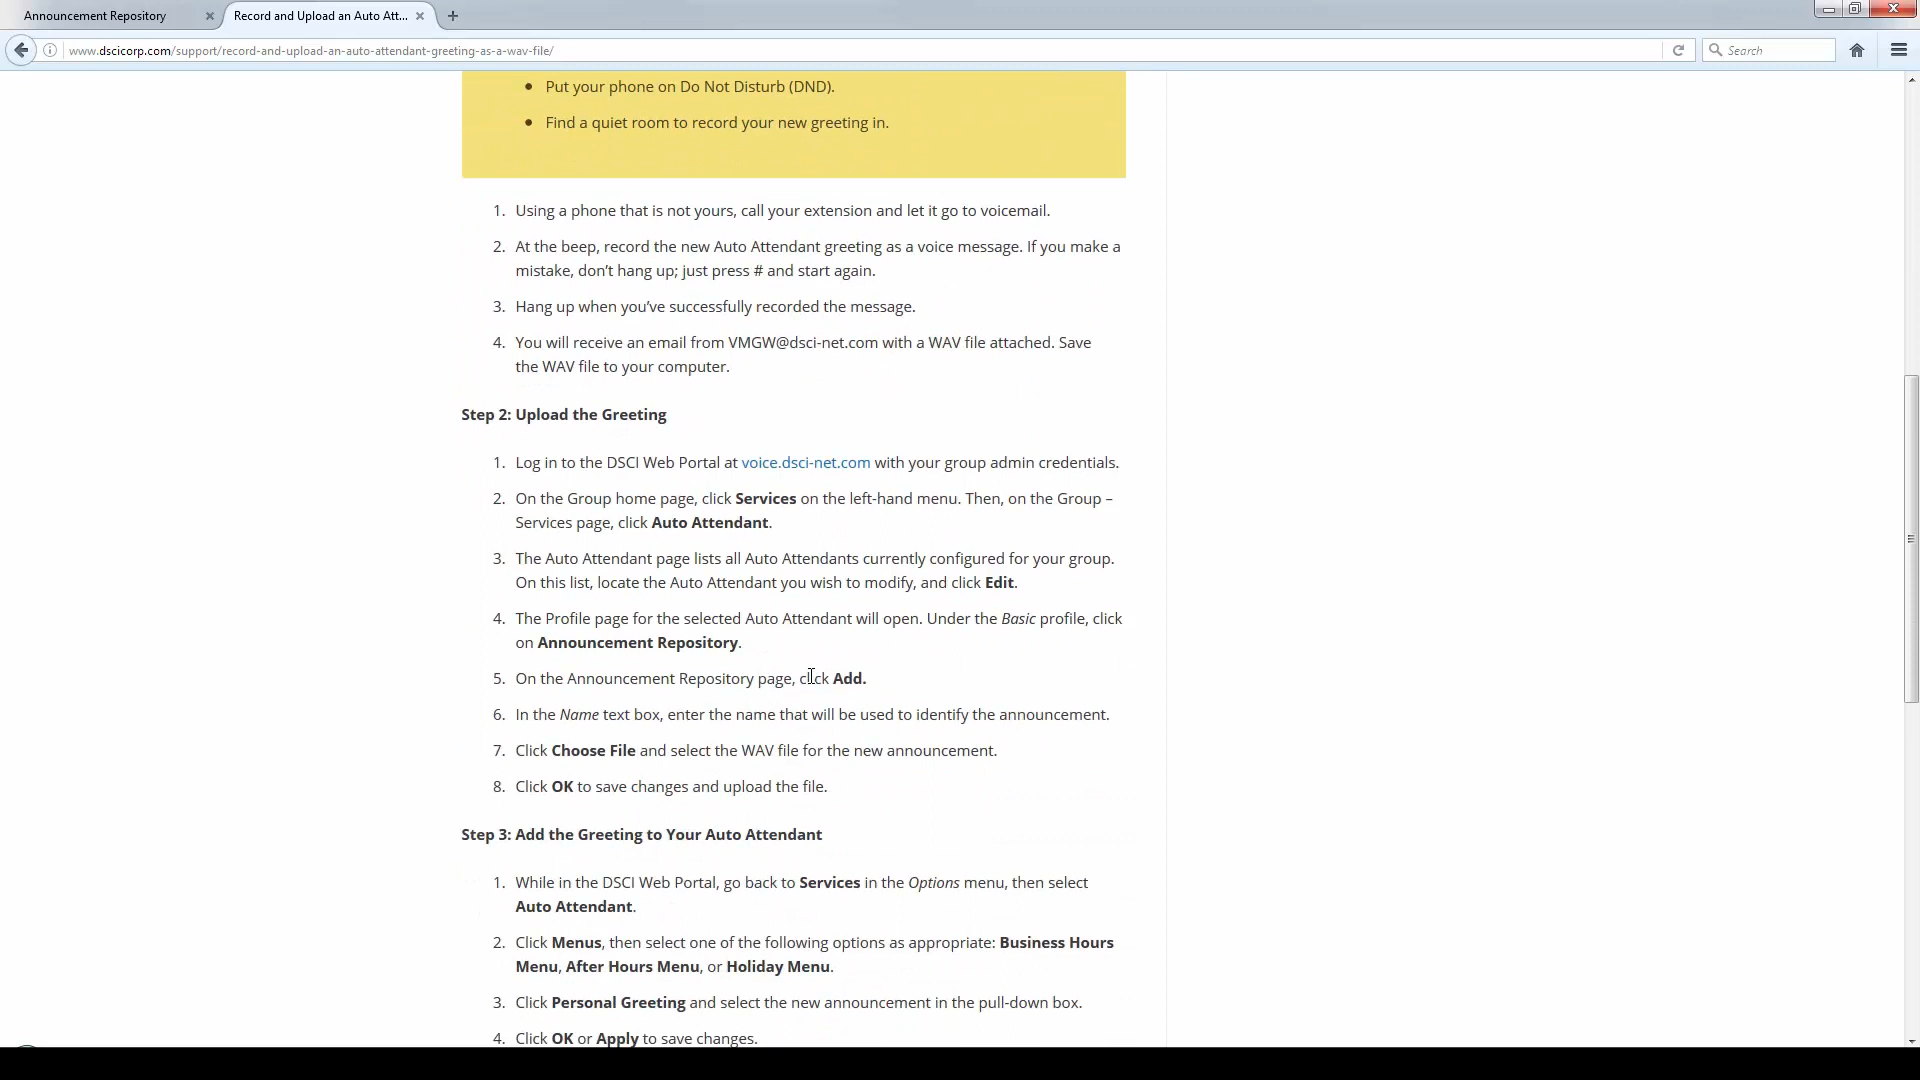 Announcement Repository
Record and Upload an Auto Att...
www.dscicorp.com/support/record-and-upload-an-auto-attendant-greeting-as-a-wav-file/
Search
Put your phone on Do Not Disturb (DND).
Find a quiet room to record your new greeting in.
1. Using a phone that is not yours, call your extension and let it go to voicemail.
2. At the beep, record the new Auto Attendant greeting as a voice message. If you make a
mistake, don’t hang up; just press # and start again.
3. Hang up when you’ve successfully recorded the message.
4. You will receive an email from VMGW@dsci-net.com with a WAV file attached. Save
the WAV file to your computer.
Step 2: Upload the Greeting
1. Log in to the DSCI Web Portal at voice.dsci-net.com with your group admin credentials.
2. On the Group home page, click Services on the left-hand menu. Then, on the Group –
Services page, click Auto Attendant.
3. The Auto Attendant page lists all Auto Attendants currently configured for your group.
On this list, locate the Auto Attendant you wish to modify, and click Edit.
4. The Profile page for the selected Auto Attendant will open. Under the Basic profile, click
on Announcement Repository.
5. On the Announcement Repository page, click Add.
6. In the Name text box, enter the name that will be used to identify the announcement.
7. Click Choose File and select the WAV file for the new announcement.
8. Click OK to save changes and upload the file.
Step 3: Add the Greeting to Your Auto Attendant
1. While in the DSCI Web Portal, go back to Services in the Options menu, then select
Auto Attendant.
2. Click Menus, then select one of the following options as appropriate: Business Hours
Menu, After Hours Menu, or Holiday Menu.
3. Click Personal Greeting and select the new announcement in the pull-down box.
4. Click OK or Apply to save changes.